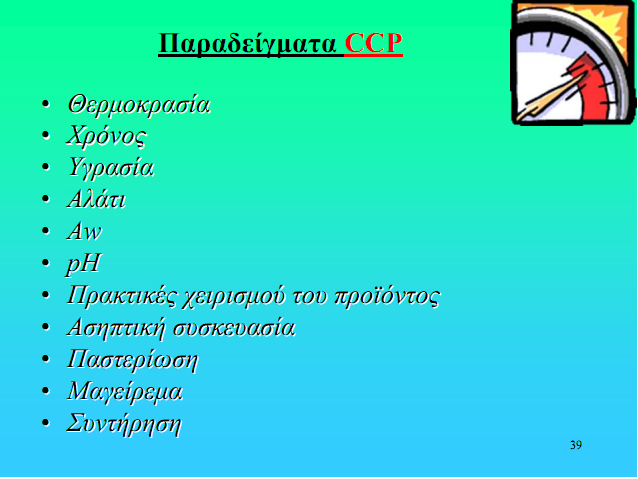 Παραδείγματα CCP
• Θερμοκρασία
• Χρόνος
• Υγρασία
• Αλάτι
• Aw
• pH
• Πρακτικές χειρισμού του προϊόντος
• Ασηπτική συσκευασία
• Παστερίωση
• Μαγείρεμα
• Συντήρηση
39